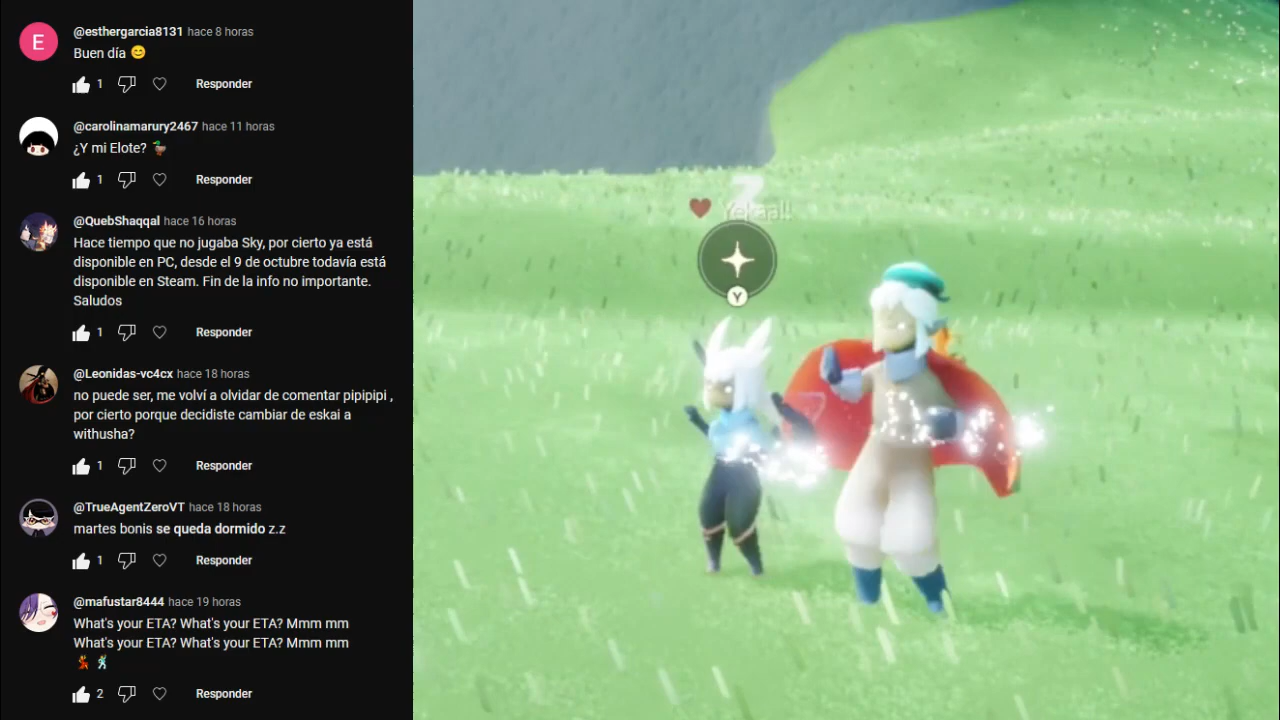 @esthergarcia8131 hace 8 horas
Buen día 😊
1 Responder
@carolinamarury2467 hace 11 horas
¿Y mi Elote? 🦆
1 Responder
@QuebShaqqal hace 16 horas
Hace tiempo que no jugaba Sky, por cierto ya está
disponible en PC, desde el 9 de octubre todavía está
disponible en Steam. Fin de la info no importante.
Saludos
1 Responder
@Leonidas-vc4cx hace 18 horas
no puede ser, me volví a olvidar de comentar pipipipi ,
por cierto porque decidiste cambiar de eskai a
withusha?
1 Responder
@TrueAgentZeroVT hace 18 horas
martes bonis se queda dormido z.z
1 Responder
@mafustar8444 hace 19 horas
What's your ETA? What's your ETA? Mmm mm
What's your ETA? What's your ETA? Mmm mm
💃🕺
2 Responder
E
Yekaal!
Y